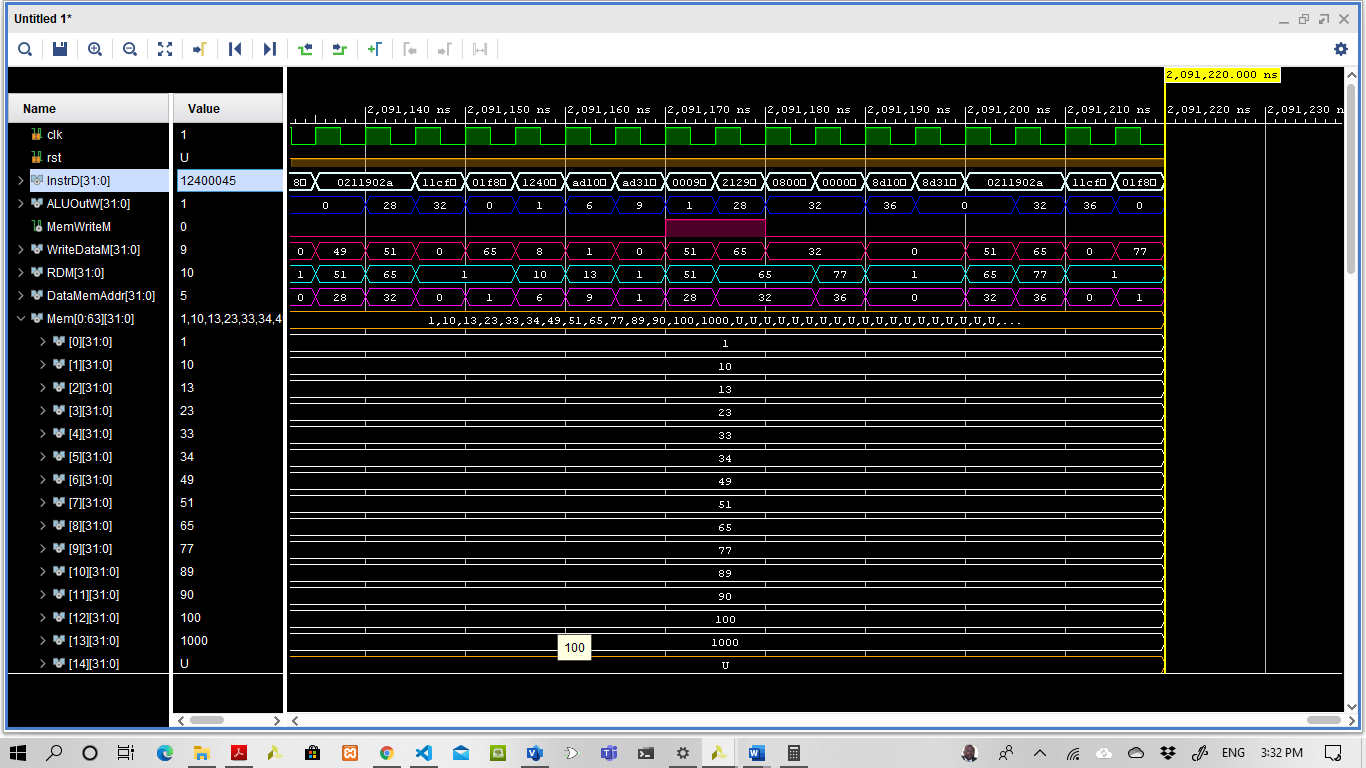 Untitled 1*
2,091,220.000 ns
Name Value
2,091,140 ns 2,091,150 ns 2,091,160 ns 2,091,170 ns 2,091,180 ns 2,091,190 ns 2,091,200 ns 2,091,210 ns 2,091,220 ns 2,091,230 n
clk 1
rst U
InstrD[31:0] 12400045 8 0211902a 11cf 01f8 1240 ad10 ad31 0009 2129 0800 0000 8d10 8d31 0211902a 11cf 01f8
ALUOutW[31:0] 1 0 28 32 0 1 6 9 1 28 32 36 0 32 36 0
MemWriteM 0
WriteDataM[31:0] 9 0 49 51 0 65 8 1 0 51 65 32 0 51 65 0 77
RDM[31:0] 10 1 51 65 1 10 13 1 51 65 77 1 65 77 1
DataMemAddr[31:0] 5 0 28 32 0 1 6 9 1 28 32 36 0 32 36 0 1
Mem[0:63][31:0] 1,10,13,23,33,34,4 1,10,13,23,33,34,49,51,65,77,89,90,100,1000,U,U,U,U,U,U,U,U,U,U,U,U,U,U,U,U,U,...
[0][31:0] 1 1
[1][31:0] 10 10
[2][31:0] 13 13
[3][31:0] 23 23
[4][31:0] 33 33
[5][31:0] 34 34
[6][31:0] 49 49
[7][31:0] 51 51
[8][31:0] 65 65
[9][31:0] 77 77
[10][31:0] 89 89
[11][31:0] 90 90
[12][31:0] 100 100
[13][31:0] 1000 1000
100
[14][31:0] U U
ENG 3:32 PM